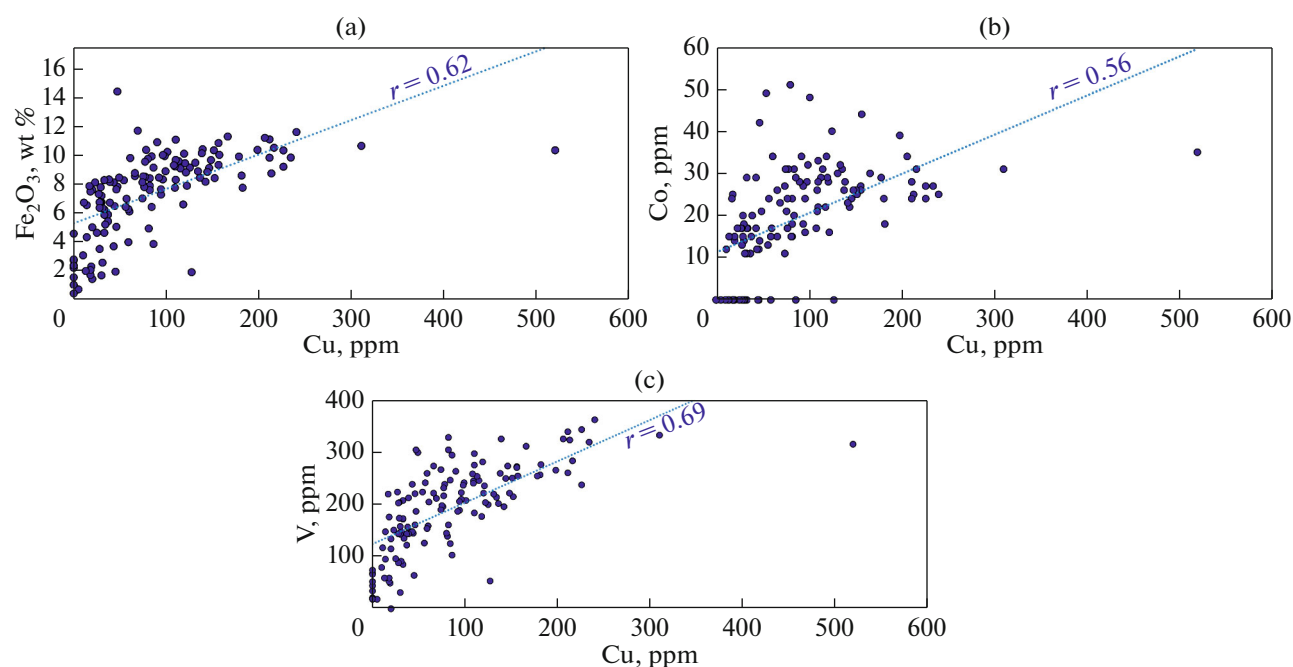 (a)
Fe₂O₃, wt %
16
14
12
10
8
6
4
2
r = 0.62
0 100 200 300 400 500 600
Cu, ppm
(b)
Co, ppm
60
50
40
30
20
10
r = 0.56
0 100 200 300 400 500 600
Cu, ppm
(c)
V, ppm
400
300
200
100
r = 0.69
0 100 200 300 400 500 600
Cu, ppm